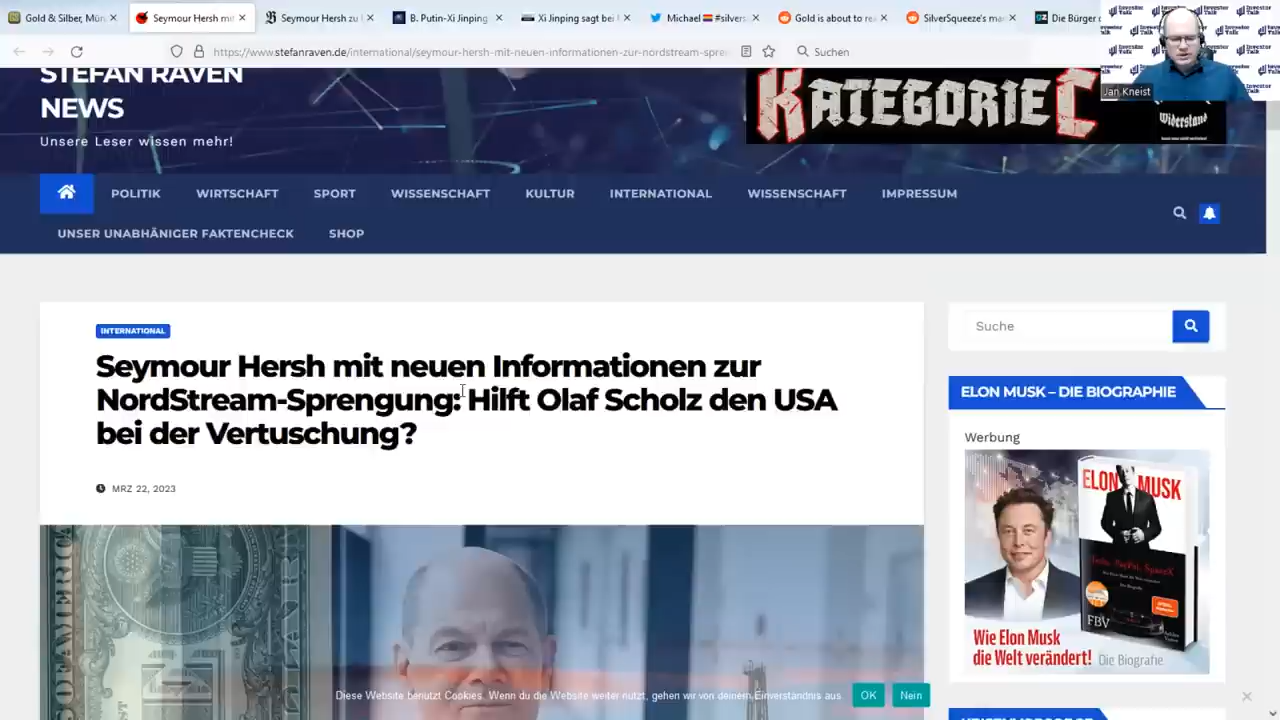 Gold & Silber, Mün
Seymour Hersh mit
Seymour Hersh zu
B. Putin-Xi Jinping
Xi Jinping sagt bei
Michael #silvers
Gold is about to re
SilverSqueeze's ma
Die Bürger d
https://www.stefanraven.de/international/seymour-hersh-mit-neuen-informationen-zur-nordstream-spre
Suchen
Jan Kneist
STEFAN RAVEN
NEWS
Unsere Leser wissen mehr!
KATEGORIE C
Widerstand
POLITIK
WIRTSCHAFT
SPORT
WISSENSCHAFT
KULTUR
INTERNATIONAL
WISSENSCHAFT
IMPRESSUM
UNSER UNABHÄNIGER FAKTENCHECK
SHOP
INTERNATIONAL
Seymour Hersh mit neuen Informationen zur
NordStream-Sprengung: Hilft Olaf Scholz den USA
bei der Vertuschung?
MRZ 22, 2023
Suche
ELON MUSK – DIE BIOGRAPHIE
Werbung
ELON MUSK
FBV
Wie Elon Musk
die Welt verändert! Die Biografie
Diese Website benutzt Cookies. Wenn du die Website weiter nutzt, gehen wir von deinem Einverständnis aus.
OK
Nein